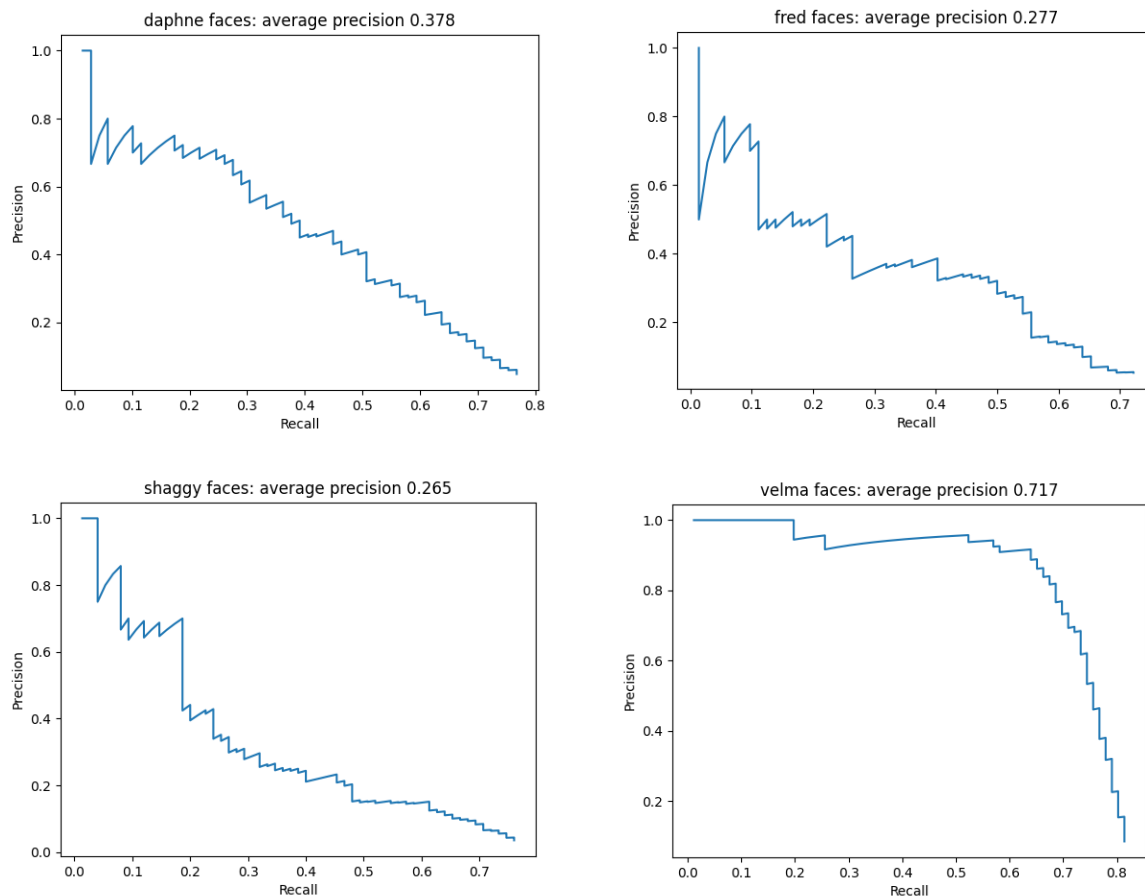 daphne faces: average precision 0.378
1.0
0.8
0.6
0.4
0.2
Precision
0.0 0.1 0.2 0.3 0.4 0.5 0.6 0.7 0.8
Recall
fred faces: average precision 0.277
1.0
0.8
0.6
0.4
0.2
Precision
0.0 0.1 0.2 0.3 0.4 0.5 0.6 0.7
Recall
shaggy faces: average precision 0.265
1.0
0.8
0.6
0.4
0.2
0.0
Precision
0.0 0.1 0.2 0.3 0.4 0.5 0.6 0.7
Recall
velma faces: average precision 0.717
1.0
0.8
0.6
0.4
0.2
Precision
0.0 0.1 0.2 0.3 0.4 0.5 0.6 0.7 0.8
Recall